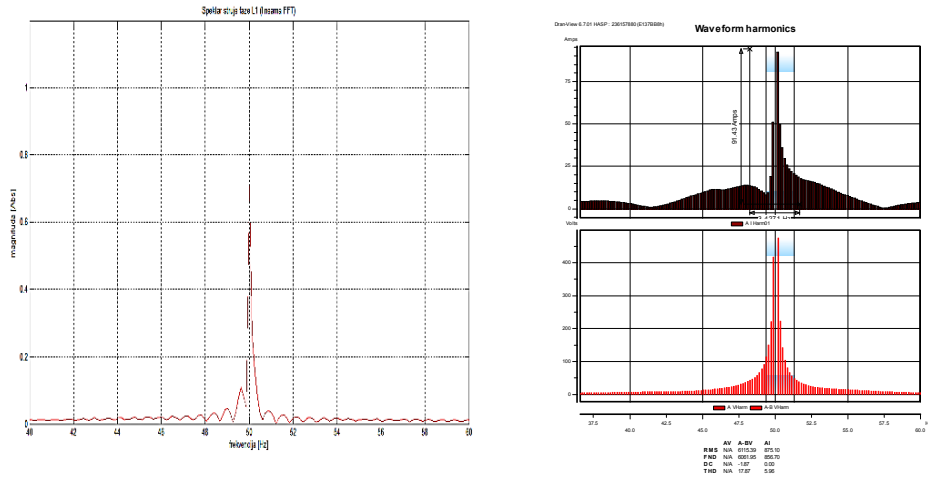 Spektar struja faze L1 (Insams FFT)
magnituda [Abs]
1
0.8
0.6
0.4
0.2
0
40 42 44 46 48 50 52 54 56 58 60
frekvencija [Hz]
Dran-View 6.7.01 HASP : 236157880 (E137BB8h)
Waveform harmonics
Amps
75
50
25
0
91.43 Amps
A I Harm01
Volts
400
300
200
100
0
A VHarm A-B VHarm
37.5 40.0 42.5 45.0 47.5 50.0 52.5 55.0 57.5 60.0
AV A-BV AI
RMS N/A 6115.39 875.10
FND N/A 6061.95 856.70
DC N/A -1.87 0.00
THD N/A 17.87 5.96